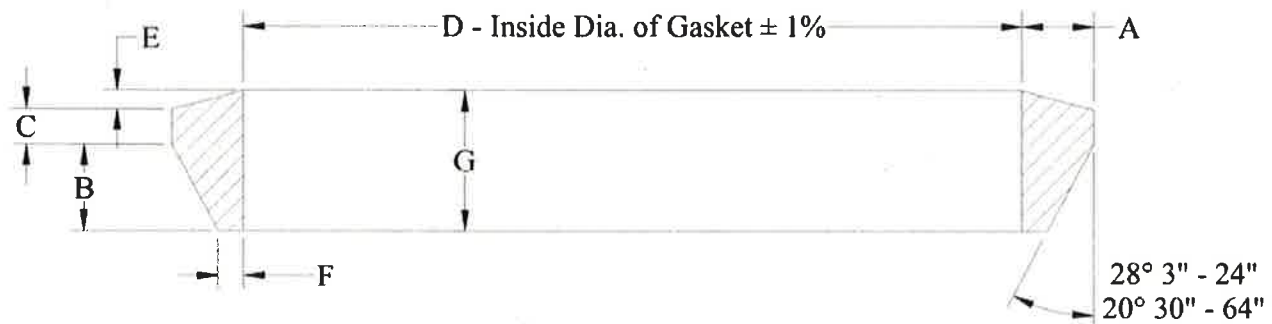 D - Inside Dia. of Gasket ± 1%
A
E
C
B
G
F
28° 3" - 24"
20° 30" - 64"